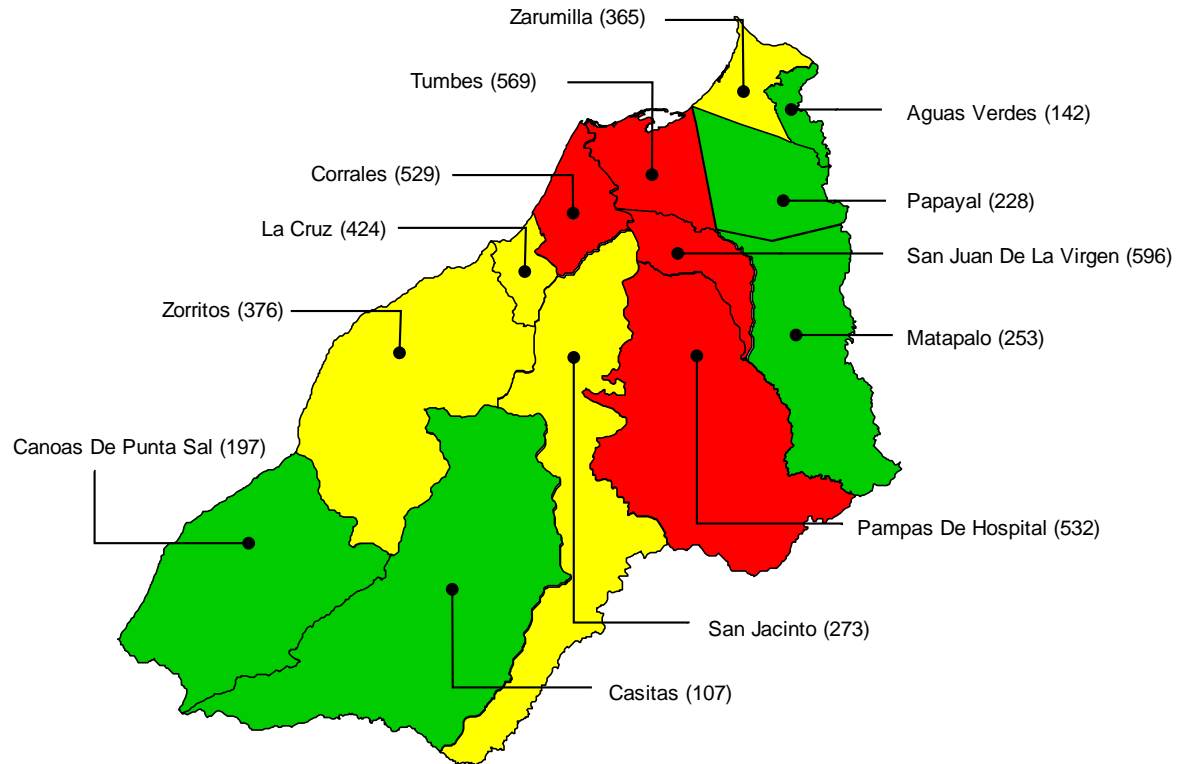 Zarumilla (365)
Tumbes (569)
Aguas Verdes (142)
Corrales (529)
Papayal (228)
La Cruz (424)
San Juan De La Virgen (596)
Zorritos (376)
Matapalo (253)
Canoas De Punta Sal (197)
Pampas De Hospital (532)
San Jacinto (273)
Casitas (107)